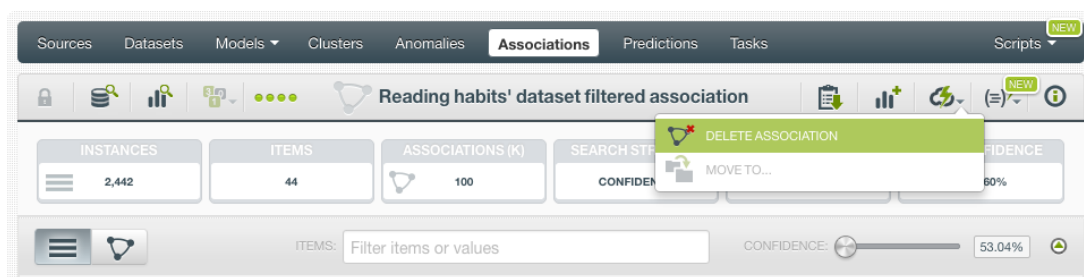 Sources Datasets Models Clusters Anomalies Associations Predictions Tasks Scripts NEW
Reading habits' dataset filtered association (=) NEW
DELETE ASSOCIATION
MOVE TO...
INSTANCES ITEMS ASSOCIATIONS (K) SEARCH STR FIDENCE
2,442 44 100 CONFIDEN 60%
ITEMS: Filter items or values CONFIDENCE: 53.04%